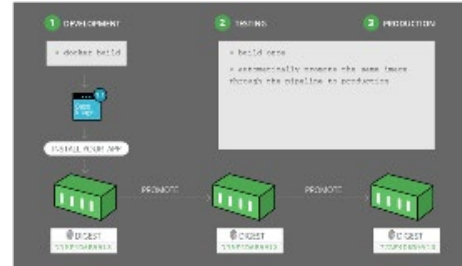 1 DEVELOPMENT
2 TESTING
3 PRODUCTION
> docker build
> build once
> automatically promote the same image
through the pipeline to production
INSTALL YOUR APP
PROMOTE
PROMOTE
DIGEST
DIGEST
DIGEST